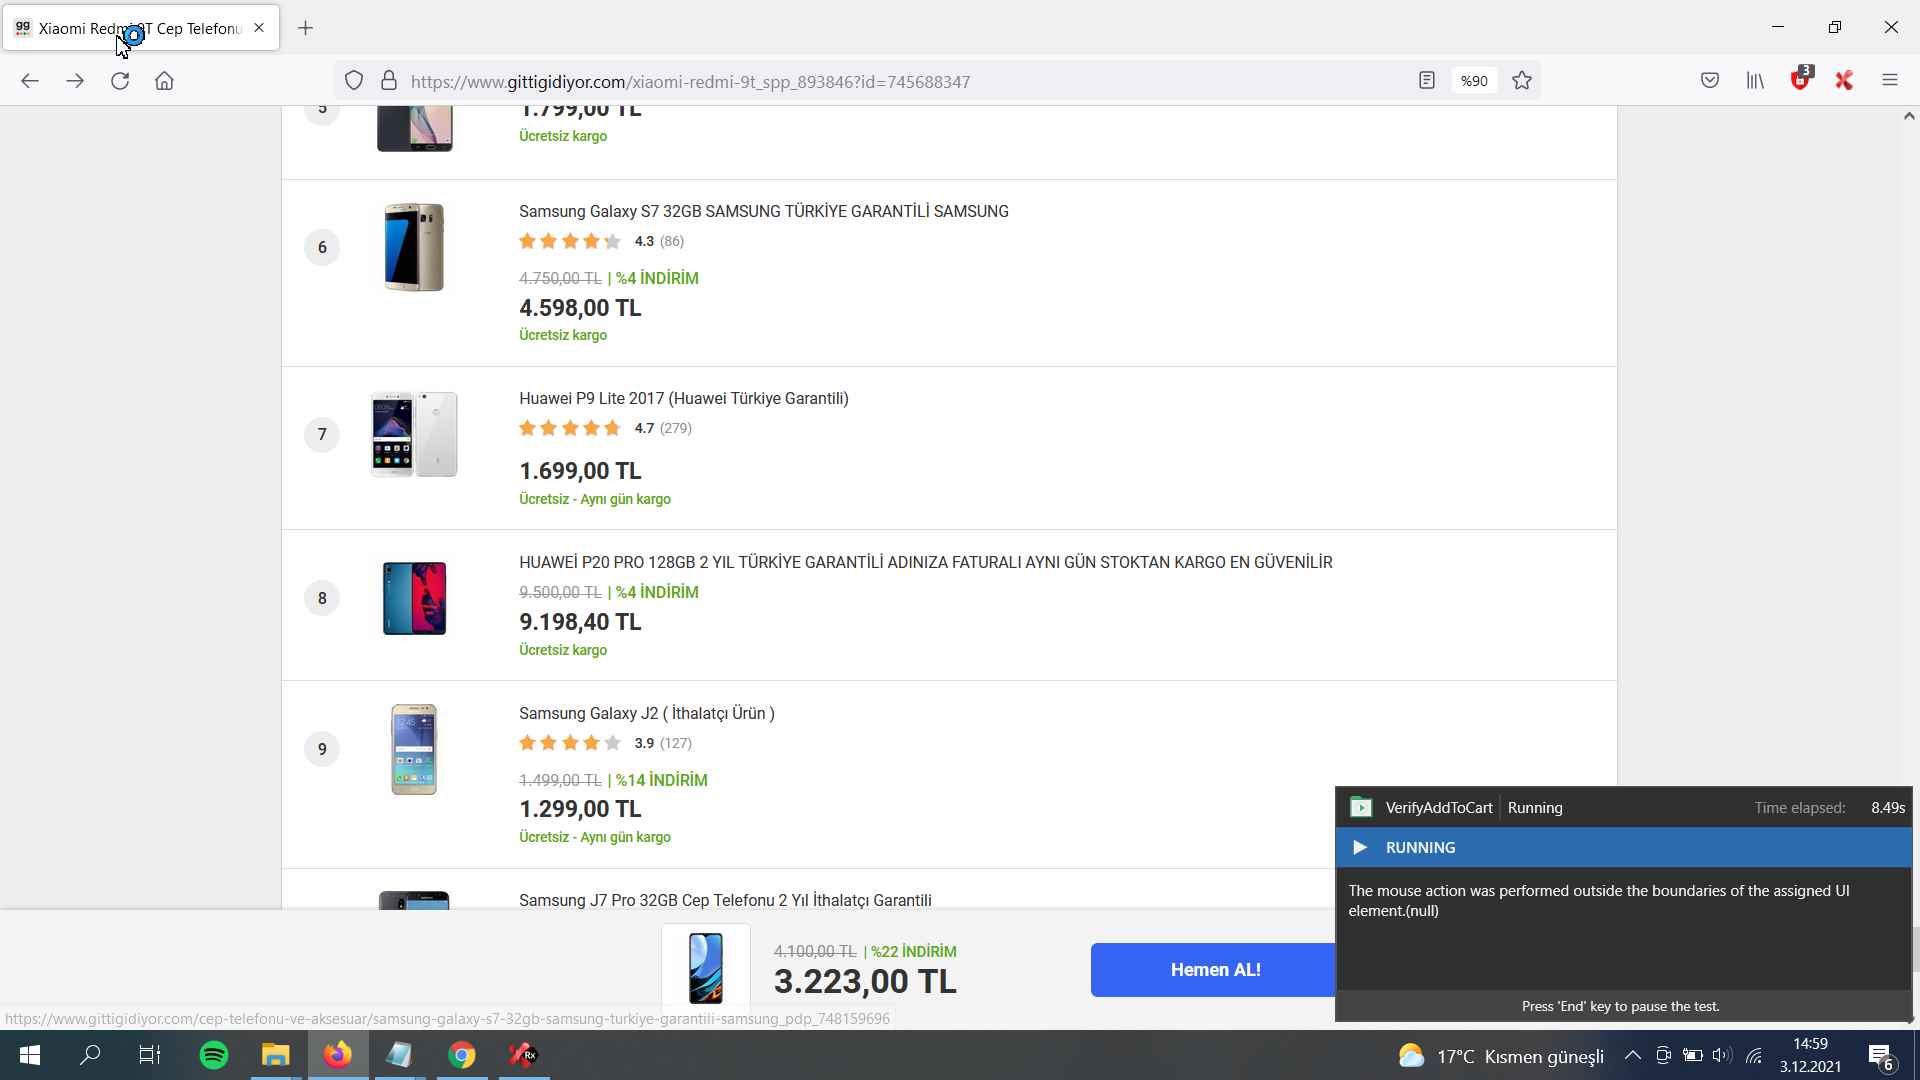 gg Xiaomi Redmi 9T Cep Telefonu
https://www.gittigidiyor.com/xiaomi-redmi-9t_spp_893846?id=745688347
%90
3
5
1.799,00 TL
Ücretsiz kargo
6
Samsung Galaxy S7 32GB SAMSUNG TÜRKİYE GARANTİLİ SAMSUNG
4.3 (86)
4.750,00 TL | %4 İNDİRİM
4.598,00 TL
Ücretsiz kargo
7
Huawei P9 Lite 2017 (Huawei Türkiye Garantili)
4.7 (279)
1.699,00 TL
Ücretsiz - Aynı gün kargo
8
HUAWEİ P20 PRO 128GB 2 YIL TÜRKİYE GARANTİLİ ADINIZA FATURALI AYNI GÜN STOKTAN KARGO EN GÜVENİLİR
9.500,00 TL | %4 İNDİRİM
9.198,40 TL
Ücretsiz kargo
9
Samsung Galaxy J2 ( İthalatçı Ürün )
3.9 (127)
1.499,00 TL | %14 İNDİRİM
1.299,00 TL
Ücretsiz - Aynı gün kargo
Samsung J7 Pro 32GB Cep Telefonu 2 Yıl İthalatçı Garantili
4.100,00 TL | %22 İNDİRİM
3.223,00 TL
Hemen AL!
VerifyAddToCart Running Time elapsed: 8.49s
RUNNING
The mouse action was performed outside the boundaries of the assigned UI
element.(null)
Press 'End' key to pause the test.
https://www.gittigidiyor.com/cep-telefonu-ve-aksesuar/samsung-galaxy-s7-32gb-samsung-turkiye-garantili-samsung_pdp_748159696
Rx
17°C Kısmen güneşli
14:59
3.12.2021
6